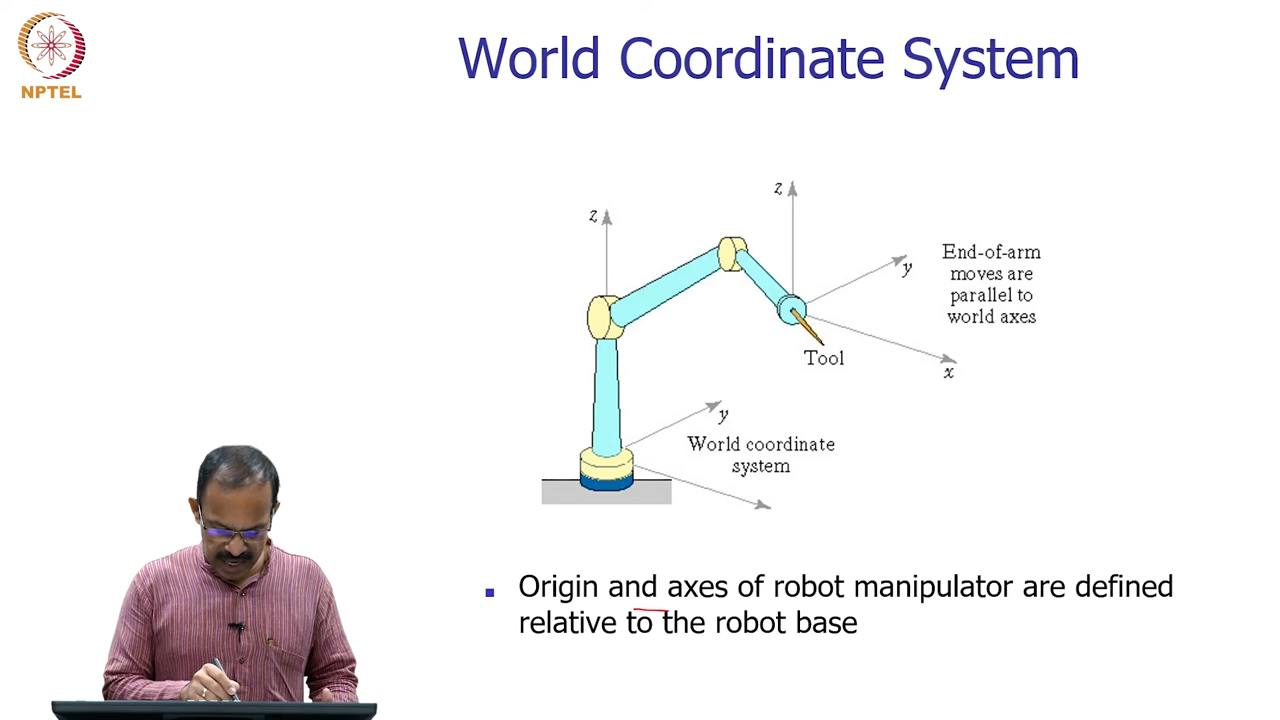 World Coordinate System
NPTEL
z
z
y
End-of-arm
moves are
parallel to
world axes
Tool
x
y
World coordinate
system
Origin and axes of robot manipulator are defined
relative to the robot base